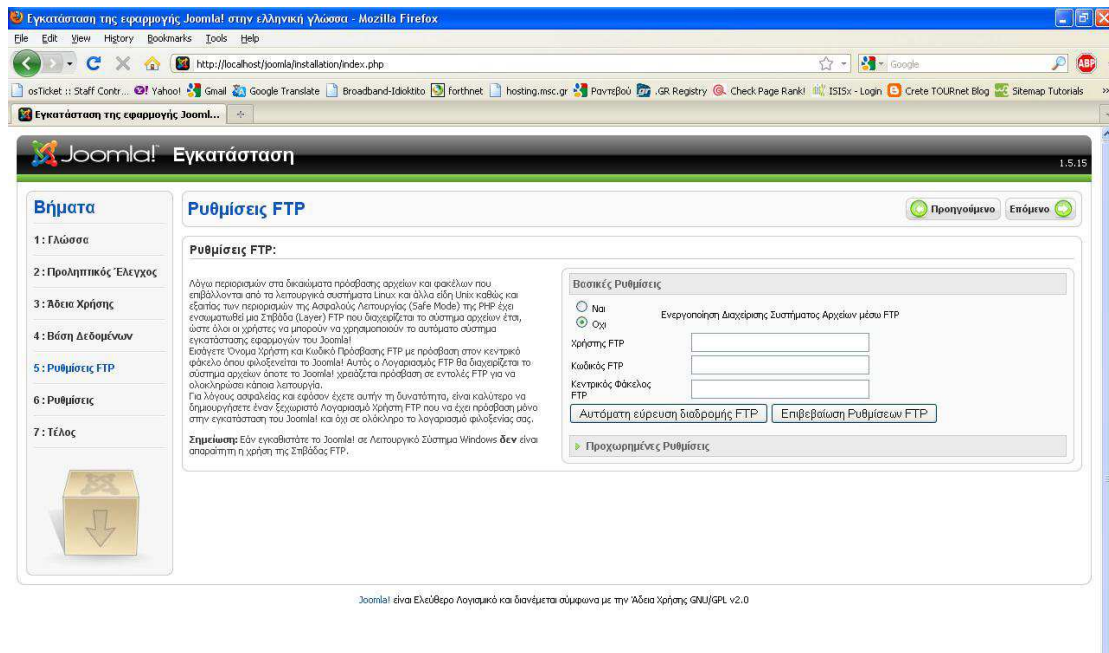 Εγκατάσταση της εφαρμογής Joomla! στην ελληνική γλώσσα - Mozilla Firefox
File Edit View History Bookmarks Tools Help
http://localhost/joomla/installation/index.php
Google
ABP
osTicket :: Staff Contr... Yahoo! Gmail Google Translate Broadband-Idioktito forthnet hosting.msc.gr Ραντεβού .GR Registry Check Page Rank! ISISx - Login Crete TOURnet Blog Sitemap Tutorials »
Εγκατάσταση της εφαρμογής Jooml...
Joomla! Εγκατάσταση
1.5.15
Βήματα
1 : Γλώσσα
2 : Προληπτικός Έλεγχος
3 : Άδεια Χρήσης
4 : Βάση Δεδομένων
5 : Ρυθμίσεις FTP
6 : Ρυθμίσεις
7 : Τέλος
Ρυθμίσεις FTP
Προηγούμενο Επόμενο
Ρυθμίσεις FTP:
Λόγω περιορισμών στα δικαιώματα πρόσβασης αρχείων και φακέλων που
επιβάλλονται από τα λειτουργικά συστήματα Linux και άλλα είδη Unix καθώς και
εξαιτίας των περιορισμών της Ασφαλούς Λειτουργίας (Safe Mode) της PHP έχει
ενσωματωθεί μια Στιβάδα (Layer) FTP που διαχειρίζεται το σύστημα αρχείων έτσι,
ώστε όλοι οι χρήστες να μπορούν να χρησιμοποιούν το αυτόματο σύστημα
εγκατάστασης εφαρμογών του Joomla!
Εισάγετε Όνομα Χρήστη και Κωδικό Πρόσβασης FTP με πρόσβαση στον κεντρικό
φάκελο όπου φιλοξενείται το Joomla! Αυτός ο Λογαριασμός FTP θα διαχειρίζεται το
σύστημα αρχείων όποτε το Joomla! χρειάζεται πρόσβαση σε εντολές FTP για να
ολοκληρώσει κάποια λειτουργία.
Για λόγους ασφαλείας και εφόσον έχετε αυτήν τη δυνατότητα, είναι καλύτερο να
δημιουργήσετε έναν ξεχωριστό Λογαριασμό Χρήστη FTP που να έχει πρόσβαση μόνο
στην εγκατάσταση του Joomla! και όχι σε ολόκληρο το λογαριασμό φιλοξενίας σας.
Σημείωση: Εάν εγκαθιστάτε το Joomla! σε Λειτουργικό Σύστημα Windows δεν είναι
απαραίτητη η χρήση της Στιβάδας FTP.
Βασικές Ρυθμίσεις
Ναι
Οχι
Ενεργοποίηση Διαχείρισης Συστήματος Αρχείων μέσω FTP
Χρήστης FTP
Κωδικός FTP
Κεντρικός Φάκελος
FTP
Αυτόματη εύρευση διαδρομής FTP Επιβεβαίωση Ρυθμίσεων FTP
Προχωρημένες Ρυθμίσεις
Joomla! είναι Ελεύθερο Λογισμικό και διανέμεται σύμφωνα με την Άδεια Χρήσης GNU/GPL v2.0